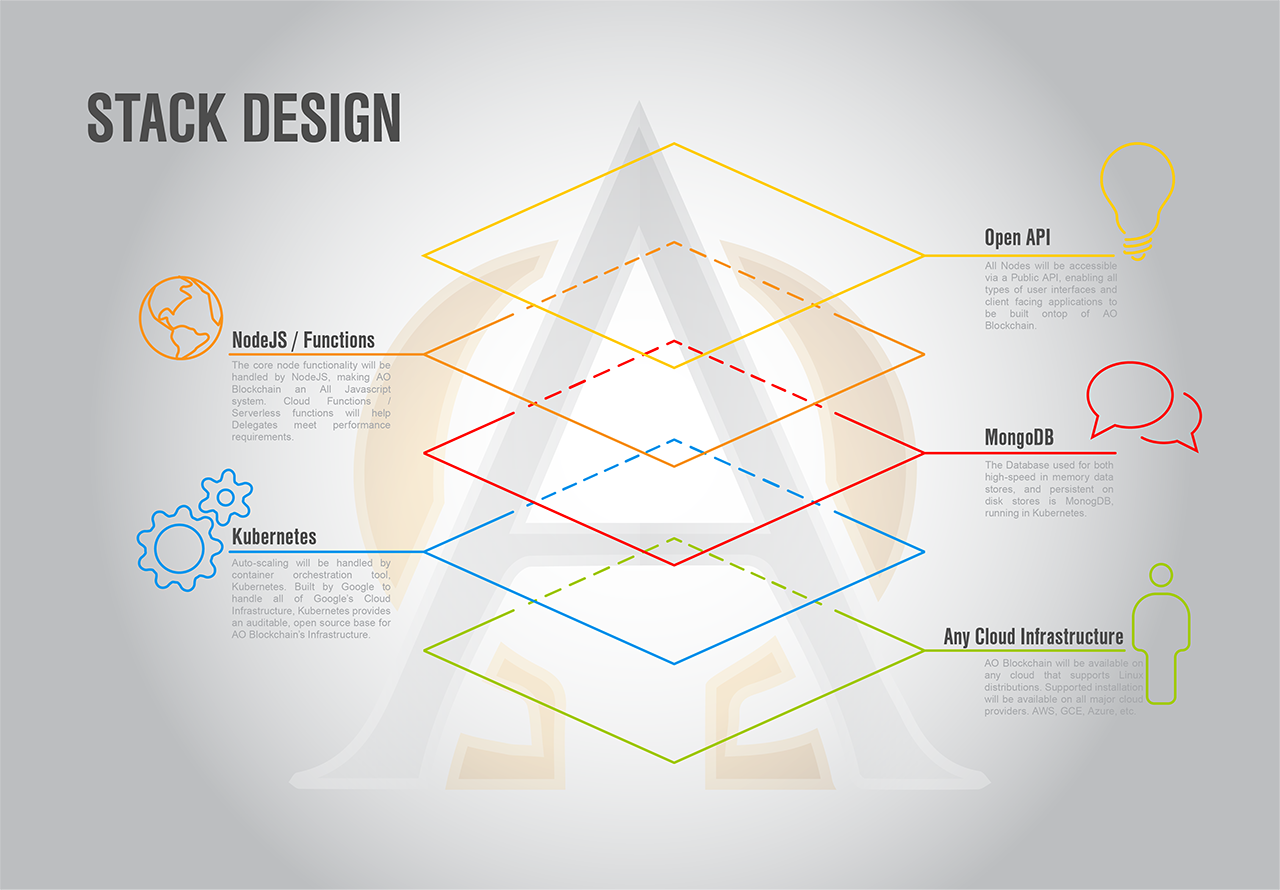 STACK DESIGN
Open API
All Nodes will be accessible
via a Public API, enabling all
types of user interfaces and
client facing applications to
be built ontop of AO
Blockchain.
NodeJS / Functions
The core node functionality will be
handled by NodeJS, making AO
Blockchain an All Javascript
system. Cloud Functions /
Serverless functions will help
Delegates meet performance
requirements.
MongoDB
The Database used for both
high-speed in memory data
stores, and persistent on
disk stores is MonogDB,
running in Kubernetes.
Kubernetes
Auto-scaling will be handled by
container orchestration tool,
Kubernetes. Built by Google to
handle all of Google's Cloud
Infrastructure, Kubernetes provides
an auditable, open source base for
AO Blockchain's Infrastructure.
Any Cloud Infrastructure
AO Blockchain will be available on
any cloud that supports Linux
distributions. Supported installation
will be available on all major cloud
providers. AWS, GCE, Azure, etc.